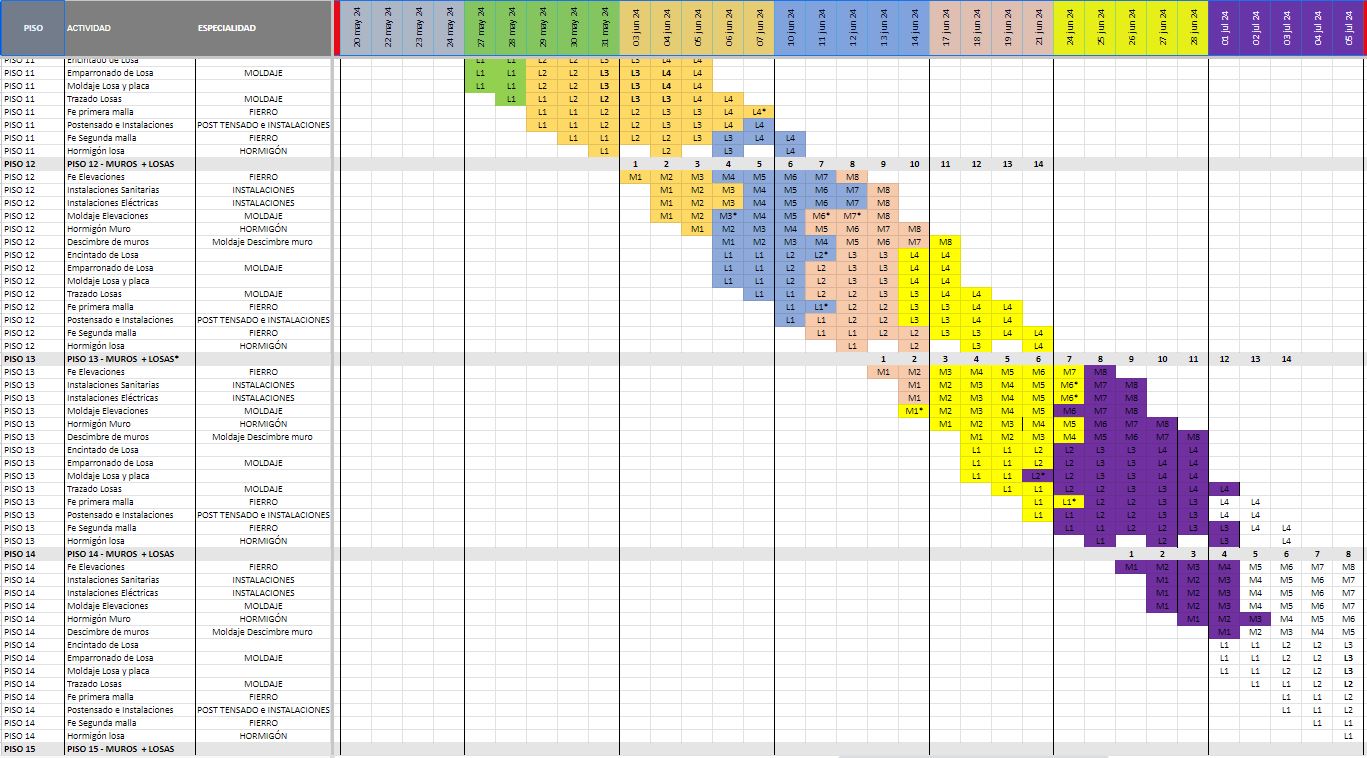 PISO ACTIVIDAD ESPECIALIDAD 20 may 24 21 may 24 22 may 24 23 may 24 24 may 24 27 may 24 28 may 24 29 may 24 30 may 24 31 may 24 03 jun 24 04 jun 24 05 jun 24 06 jun 24 07 jun 24 10 jun 24 11 jun 24 12 jun 24 13 jun 24 14 jun 24 17 jun 24 18 jun 24 19 jun 24 21 jun 24 24 jun 24 25 jun 24 26 jun 24 27 jun 24 28 jun 24 01 jul 24 02 jul 24 03 jul 24 04 jul 24 05 jul 24
PISO 11 Encintado de Losa L1 L1 L2 L2 L3 L3 L4 L4
PISO 11 Emparronado de Losa MOLDAJE L1 L1 L2 L2 L3 L3 L4 L4
PISO 11 Moldaje Losa y placa L1 L1 L2 L2 L3 L3 L4 L4
PISO 11 Trazado Losas MOLDAJE L1 L2 L2 L3 L3 L3 L4 L4
PISO 11 Fe primera malla FIERRO L1 L1 L2 L2 L3 L3 L4 L4*
PISO 11 Postensado e Instalaciones POST TENSADO e INSTALACIONES L1 L1 L2 L2 L3 L3 L4 L4
PISO 11 Fe Segunda malla FIERRO L1 L1 L2 L2 L3 L3 L4 L4
PISO 11 Hormigón losa HORMIGÓN L1 L2 L3 L4
PISO 12 PISO 12 - MUROS + LOSAS 1 2 3 4 5 6 7 8 9 10 11 12 13 14
PISO 12 Fe Elevaciones FIERRO M1 M2 M3 M4 M5 M6 M7 M8
PISO 12 Instalaciones Sanitarias INSTALACIONES M1 M2 M3 M4 M5 M6 M7 M8
PISO 12 Instalaciones Eléctricas INSTALACIONES M1 M2 M3 M4 M5 M6 M7 M8
PISO 12 Moldaje Elevaciones MOLDAJE M1 M2 M3* M4 M5 M6* M7* M8
PISO 12 Hormigón Muro HORMIGÓN M1 M2 M3 M4 M5 M6 M7 M8
PISO 12 Descimbre de muros Moldaje Descimbre muro M1 M2 M3 M4 M5 M6 M7 M8
PISO 12 Encintado de Losa L1 L1 L2 L2* L3 L3 L4 L4
PISO 12 Emparronado de Losa MOLDAJE L1 L1 L2 L2 L3 L3 L4 L4
PISO 12 Moldaje Losa y placa L1 L1 L2 L2 L3 L3 L4 L4
PISO 12 Trazado Losas MOLDAJE L1 L1 L2 L2 L3 L3 L4 L4
PISO 12 Fe primera malla FIERRO L1 L1* L2 L2 L3 L3 L4 L4
PISO 12 Postensado e Instalaciones POST TENSADO e INSTALACIONES L1 L1 L2 L2 L3 L3 L4 L4
PISO 12 Fe Segunda malla FIERRO L1 L1 L2 L2 L3 L3 L4 L4
PISO 12 Hormigón losa HORMIGÓN L1 L2 L3 L4
PISO 13 PISO 13 - MUROS + LOSAS* 1 2 3 4 5 6 7 8 9 10 11 12 13 14
PISO 13 Fe Elevaciones FIERRO M1 M2 M3 M4 M5 M6 M7 M8
PISO 13 Instalaciones Sanitarias INSTALACIONES M1 M2 M3 M4 M5 M6* M7 M8
PISO 13 Instalaciones Eléctricas INSTALACIONES M1 M2 M3 M4 M5 M6* M7 M8
PISO 13 Moldaje Elevaciones MOLDAJE M1* M2 M3 M4 M5 M6 M7 M8
PISO 13 Hormigón Muro HORMIGÓN M1 M2 M3 M4 M5 M6 M7 M8
PISO 13 Descimbre de muros Moldaje Descimbre muro M1 M2 M3 M4 M5 M6 M7 M8
PISO 13 Encintado de Losa L1 L1 L2 L2 L3 L3 L4 L4
PISO 13 Emparronado de Losa MOLDAJE L1 L1 L2 L2 L3 L3 L4 L4
PISO 13 Moldaje Losa y placa L1 L1 L2* L2 L3 L3 L4 L4
PISO 13 Trazado Losas MOLDAJE L1 L1 L2 L2 L3 L3 L4 L4
PISO 13 Fe primera malla FIERRO L1 L1* L2 L2 L3 L3 L4 L4
PISO 13 Postensado e Instalaciones POST TENSADO e INSTALACIONES L1 L1 L2 L2 L3 L3 L4 L4
PISO 13 Fe Segunda malla FIERRO L1 L1 L2 L2 L3 L3 L4 L4
PISO 13 Hormigón losa HORMIGÓN L1 L2 L3 L4
PISO 14 PISO 14 - MUROS + LOSAS 1 2 3 4 5 6 7 8
PISO 14 Fe Elevaciones FIERRO M1 M2 M3 M4 M5 M6 M7 M8
PISO 14 Instalaciones Sanitarias INSTALACIONES M1 M2 M3 M4 M5 M6 M7
PISO 14 Instalaciones Eléctricas INSTALACIONES M1 M2 M3 M4 M5 M6 M7
PISO 14 Moldaje Elevaciones MOLDAJE M1 M2 M3 M4 M5 M6 M7
PISO 14 Hormigón Muro HORMIGÓN M1 M2 M3 M4 M5 M6
PISO 14 Descimbre de muros Moldaje Descimbre muro M1 M2 M3 M4 M5
PISO 14 Encintado de Losa L1 L1 L2 L2 L3
PISO 14 Emparronado de Losa MOLDAJE L1 L1 L2 L2 L3
PISO 14 Moldaje Losa y placa L1 L1 L2 L2 L3
PISO 14 Trazado Losas MOLDAJE L1 L1 L2 L2
PISO 14 Fe primera malla FIERRO L1 L1 L2
PISO 14 Postensado e Instalaciones POST TENSADO e INSTALACIONES L1 L1 L2
PISO 14 Fe Segunda malla FIERRO L1 L1
PISO 14 Hormigón losa HORMIGÓN L1
PISO 15 PISO 15 - MUROS + LOSAS